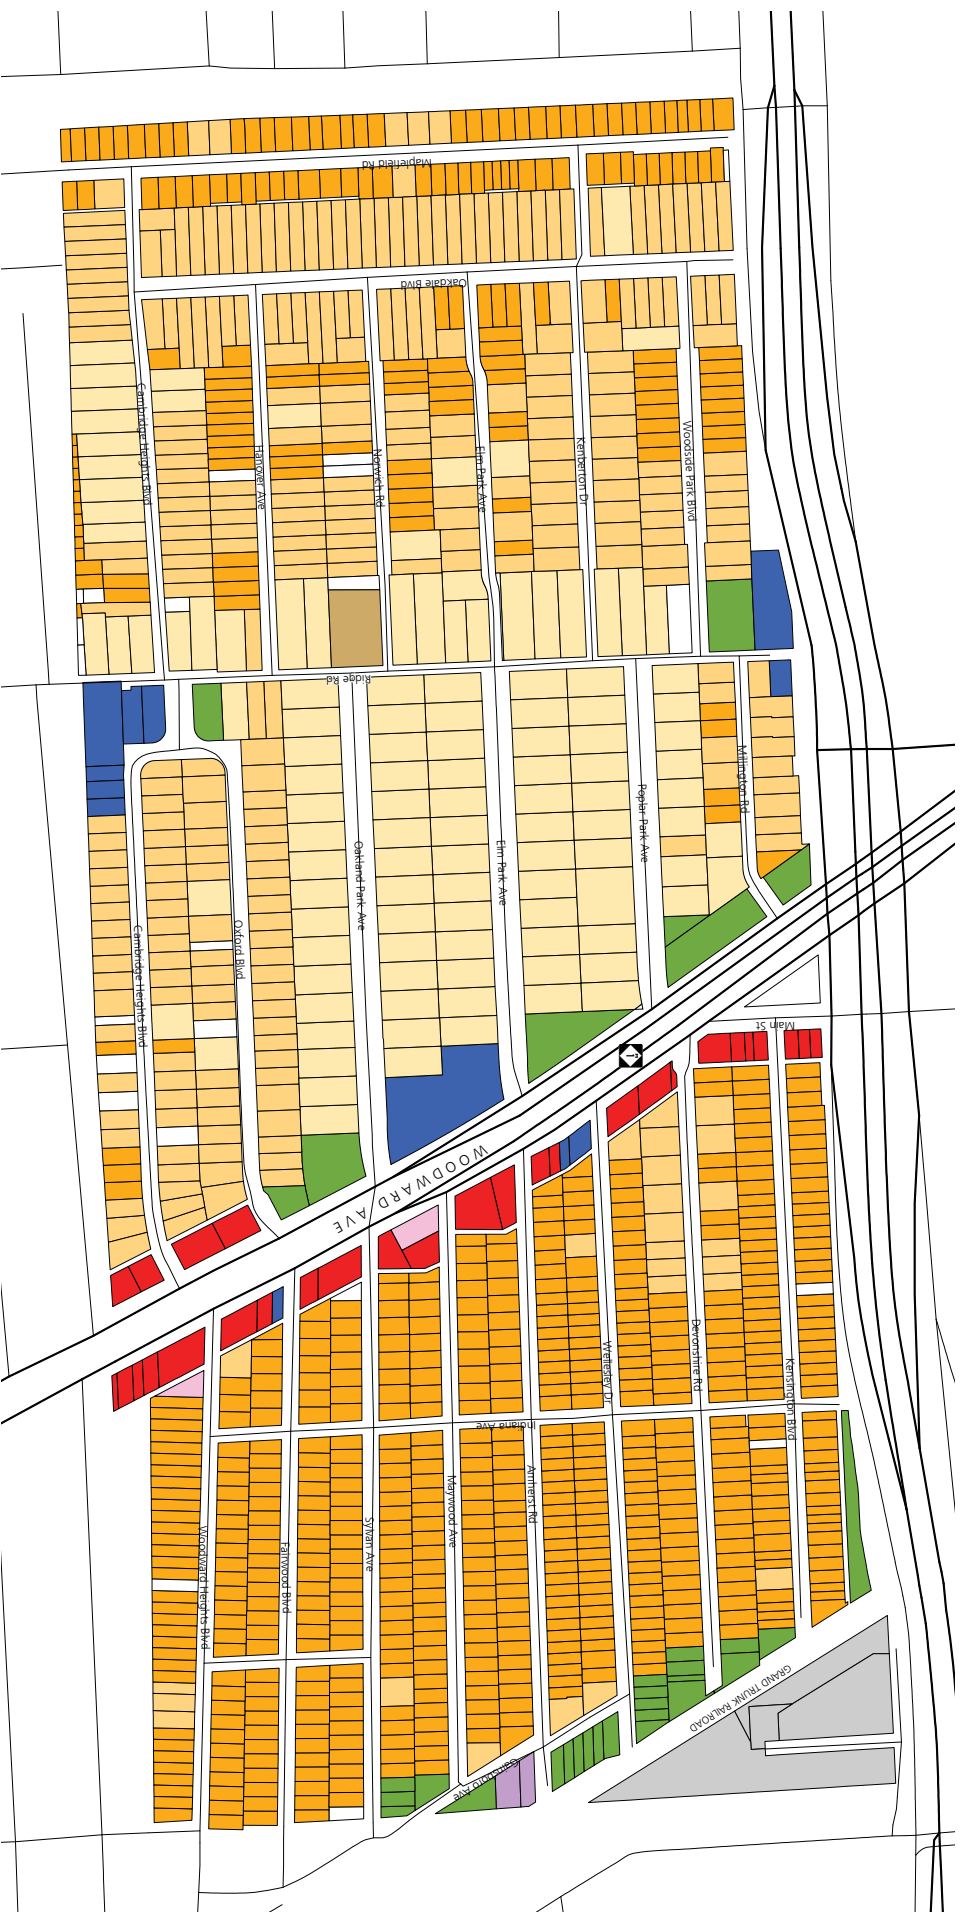 Maplefield Rd
Oakdale Blvd
Cambridge Heights Blvd
Hanover Ave
Norwich Rd
Elm Park Ave
Kenberton Dr
Woodside Park Blvd
Ridge Rd
Millington Rd
Poplar Park Ave
Oakland Park Ave
Elm Park Ave
Cambridge Heights Blvd
Oxford Blvd
Main St
1
WOODWARD AVE
Wellesley Dr
Devonshire Rd
Kensington Blvd
Indiana Ave
Woodward Heights Blvd
Fairwood Blvd
Sylvan Ave
Maywood Ave
Amherst Rd
GRAND TRUNK RAILROAD
Gainsboro Ave